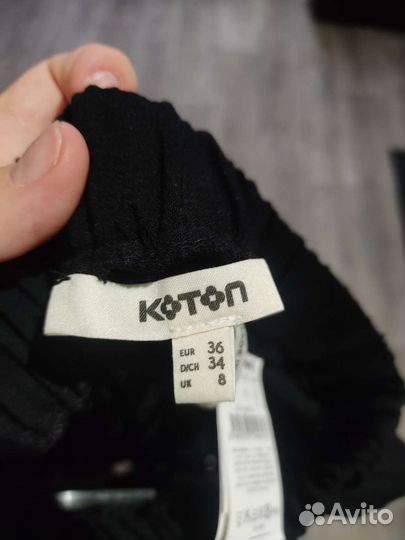 KOTON
EUR 36
D/CH 34
UK 8
Avito